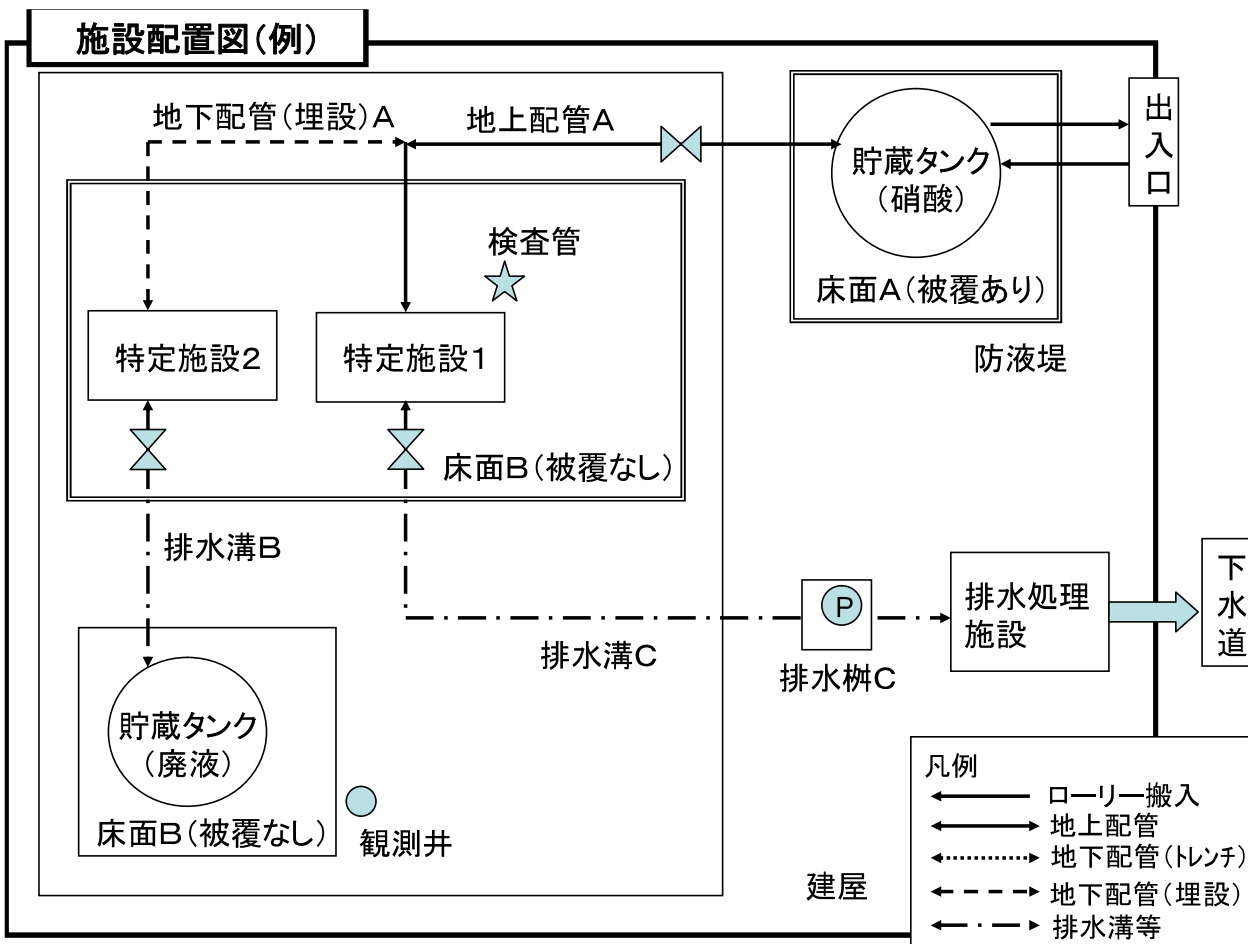 施設配置図(例)
地下配管(埋設)A
地上配管A
貯蔵タンク
(硝酸)
出
入
口
検査管
床面A(被覆あり)
特定施設2
特定施設1
防液堤
床面B(被覆なし)
排水溝B
排水溝C
P
排水桝C
排水処理
施設
下
水
道
貯蔵タンク
(廃液)
床面B(被覆なし)
観測井
建屋
凡例
ローリー搬入
地上配管
地下配管(トレンチ)
地下配管(埋設)
排水溝等